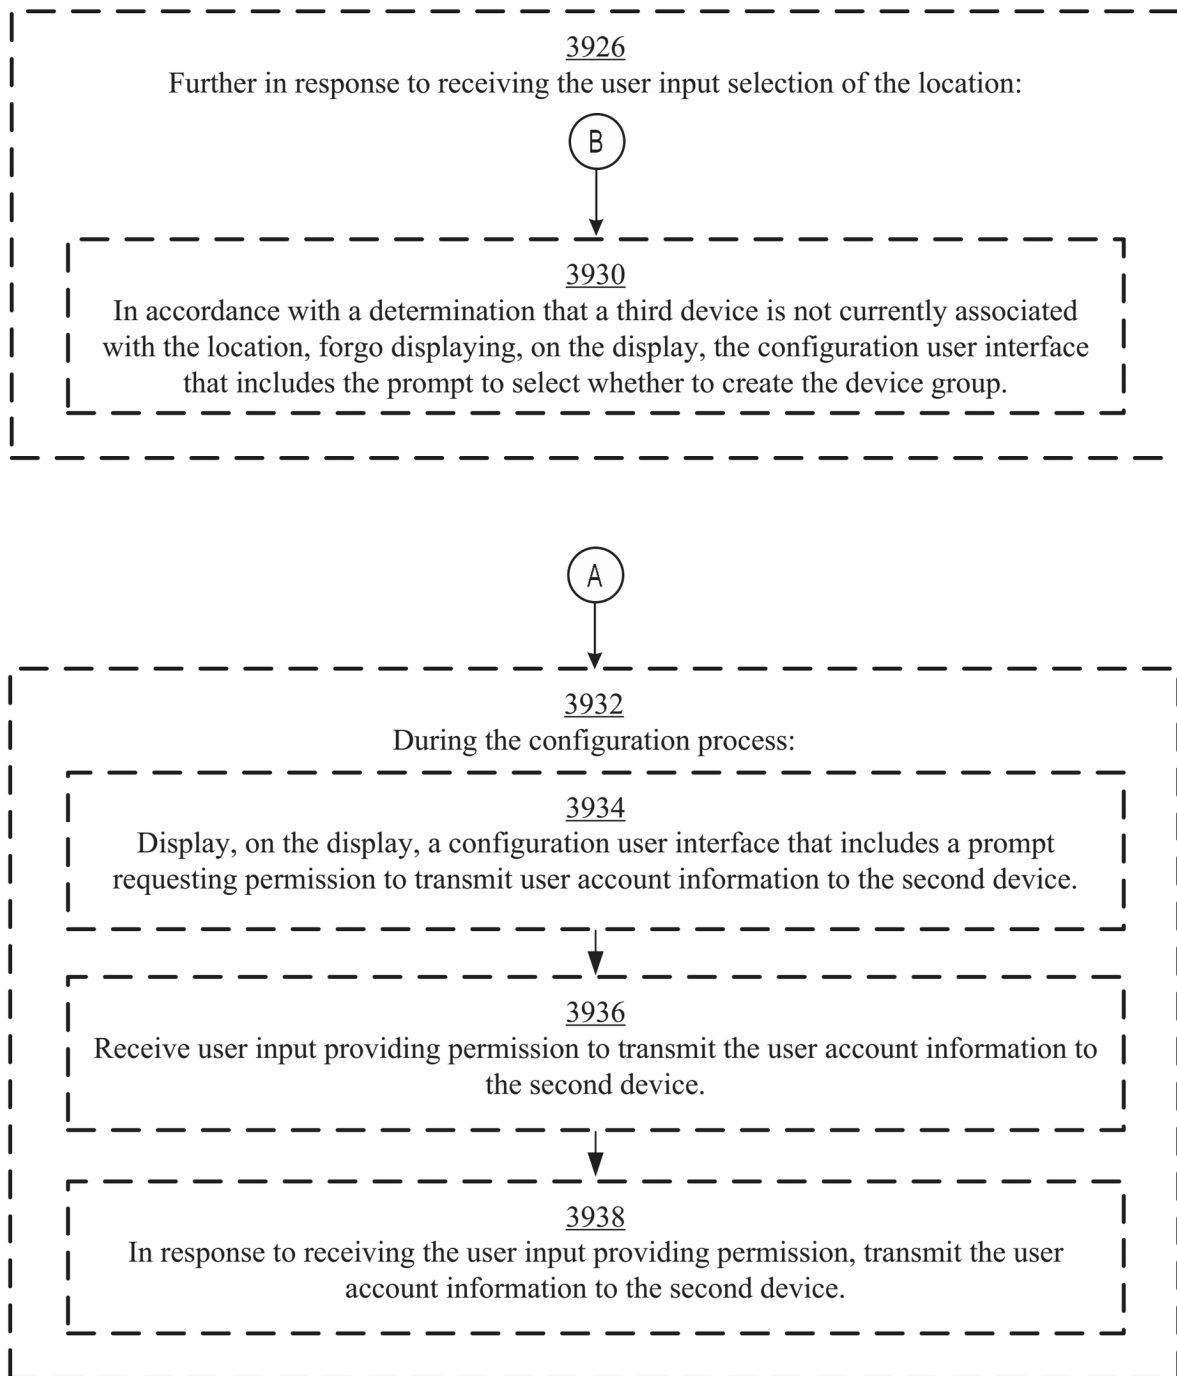 3926
Further in response to receiving the user input selection of the location:
B
3930
In accordance with a determination that a third device is not currently associated
with the location, forgo displaying, on the display, the configuration user interface
that includes the prompt to select whether to create the device group.
A
3932
During the configuration process:
3934
Display, on the display, a configuration user interface that includes a prompt
requesting permission to transmit user account information to the second device.
3936
Receive user input providing permission to transmit the user account information to
the second device.
3938
In response to receiving the user input providing permission, transmit the user
account information to the second device.